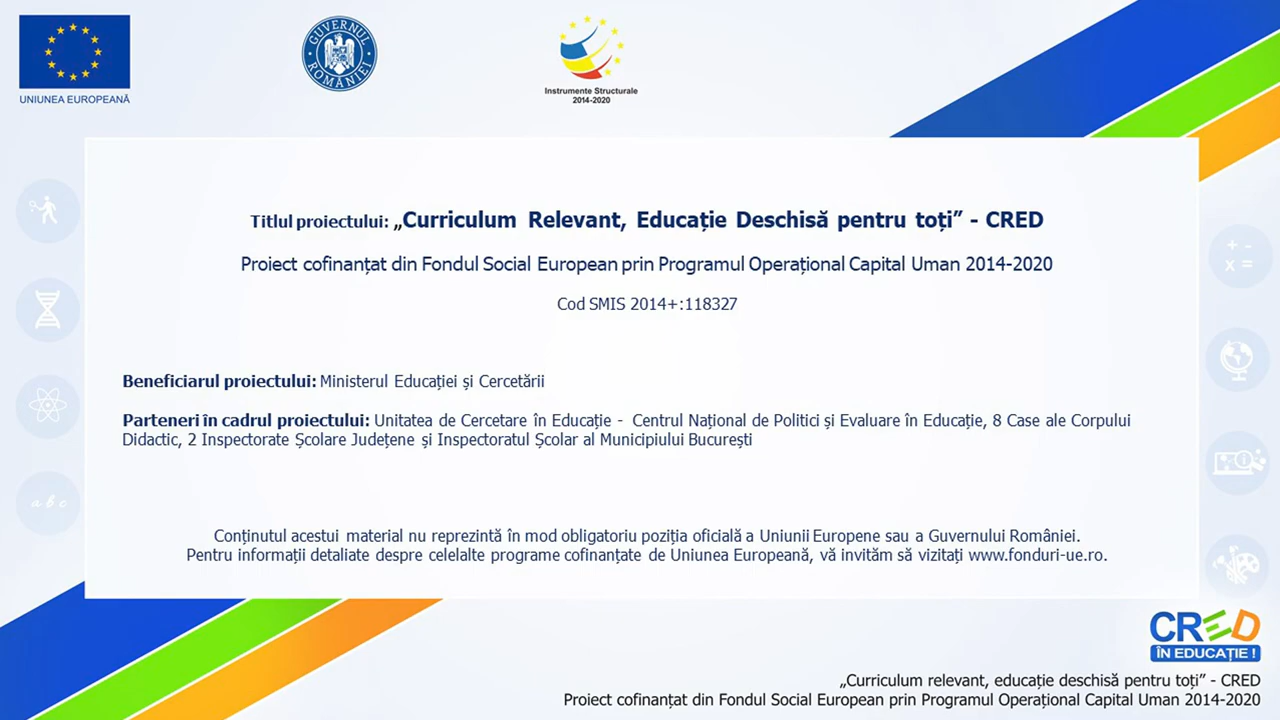 UNIUNEA EUROPEANĂ
GUVERNUL ROMÂNIEI
Instrumente Structurale
2014-2020
Titlul proiectului: „Curriculum Relevant, Educație Deschisă pentru toți” - CRED
Proiect cofinanțat din Fondul Social European prin Programul Operațional Capital Uman 2014-2020
Cod SMIS 2014+:118327
+ -
x =
Beneficiarul proiectului: Ministerul Educației și Cercetării
Parteneri în cadrul proiectului: Unitatea de Cercetare în Educație - Centrul Național de Politici și Evaluare în Educație, 8 Case ale Corpului
Didactic, 2 Inspectorate Școlare Județene și Inspectoratul Școlar al Municipiului București
a b c
Conținutul acestui material nu reprezintă în mod obligatoriu poziția oficială a Uniunii Europene sau a Guvernului României.
Pentru informații detaliate despre celelalte programe cofinanțate de Uniunea Europeană, vă invităm să vizitați www.fonduri-ue.ro.
CRED
ÎN EDUCAȚIE !
„Curriculum relevant, educație deschisă pentru toți” - CRED
Proiect cofinanțat din Fondul Social European prin Programul Operațional Capital Uman 2014-2020